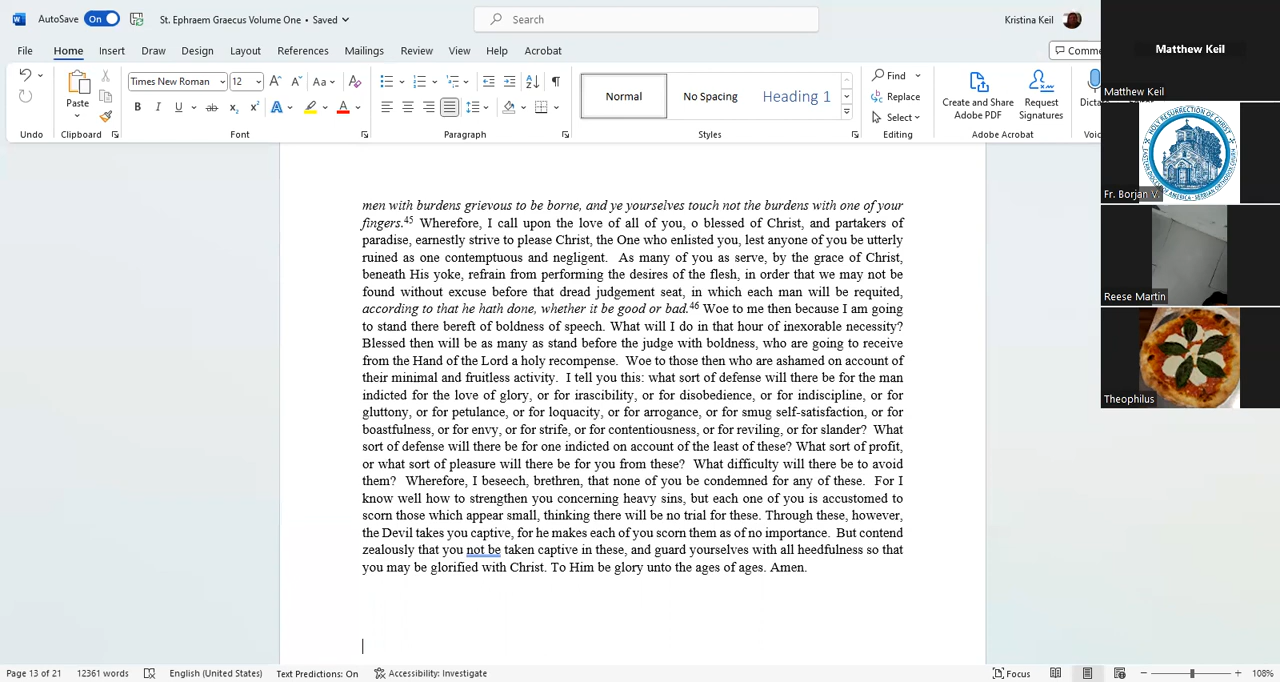 AutoSave On St. Ephraem Graecus Volume One • Saved Search Kristina Keil
File Home Insert Draw Design Layout References Mailings Review View Help Acrobat Comme
Times New Roman 12 Aa A
Paste
B I U ab x2 x2 A A
Normal No Spacing Heading 1
Find
Replace
Select
Create and Share Adobe PDF
Request Signatures
Dicta
Undo Clipboard Font Paragraph Styles Editing Adobe Acrobat Voi
men with burdens grievous to be borne, and ye yourselves touch not the burdens with one of your
fingers.45 Wherefore, I call upon the love of all of you, o blessed of Christ, and partakers of
paradise, earnestly strive to please Christ, the One who enlisted you, lest anyone of you be utterly
ruined as one contemptuous and negligent. As many of you as serve, by the grace of Christ,
beneath His yoke, refrain from performing the desires of the flesh, in order that we may not be
found without excuse before that dread judgement seat, in which each man will be requited,
according to that he hath done, whether it be good or bad.46 Woe to me then because I am going
to stand there bereft of boldness of speech. What will I do in that hour of inexorable necessity?
Blessed then will be as many as stand before the judge with boldness, who are going to receive
from the Hand of the Lord a holy recompense. Woe to those then who are ashamed on account of
their minimal and fruitless activity. I tell you this: what sort of defense will there be for the man
indicted for the love of glory, or for irascibility, or for disobedience, or for indiscipline, or for
gluttony, or for petulance, or for loquacity, or for arrogance, or for smug self-satisfaction, or for
boastfulness, or for envy, or for strife, or for contentiousness, or for reviling, or for slander? What
sort of defense will there be for one indicted on account of the least of these? What sort of profit,
or what sort of pleasure will there be for you from these? What difficulty will there be to avoid
them? Wherefore, I beseech, brethren, that none of you be condemned for any of these. For I
know well how to strengthen you concerning heavy sins, but each one of you is accustomed to
scorn those which appear small, thinking there will be no trial for these. Through these, however,
the Devil takes you captive, for he makes each of you scorn them as of no importance. But contend
zealously that you not be taken captive in these, and guard yourselves with all heedfulness so that
you may be glorified with Christ. To Him be glory unto the ages of ages. Amen.
Page 13 of 21 12361 words English (United States) Text Predictions: On Accessibility: Investigate Focus 108%
Matthew Keil
Matthew Keil
HOLY RESURRECTION OF CHRIST
EASTERN DIOCESE OF AMERICA - SERBIAN ORTHODOX CHURCH
Fr. Borjan V.
Reese Martin
Theophilus